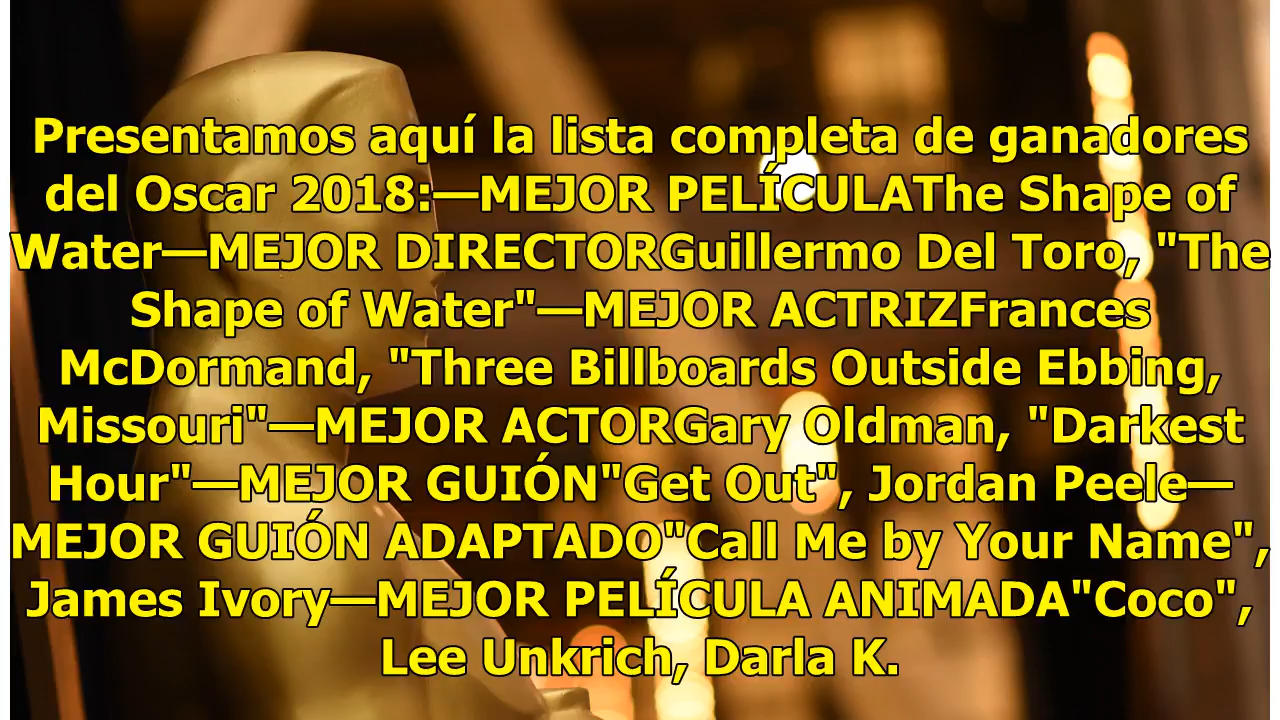 Presentamos aquí la lista completa de ganadores
del Oscar 2018:—MEJOR PELÍCULAThe Shape of
Water—MEJOR DIRECTORGuillermo Del Toro, "The
Shape of Water"—MEJOR ACTRIZFrances
McDormand, "Three Billboards Outside Ebbing,
Missouri"—MEJOR ACTORGary Oldman, "Darkest
Hour"—MEJOR GUIÓN"Get Out", Jordan Peele—
MEJOR GUIÓN ADAPTADO"Call Me by Your Name",
James Ivory—MEJOR PELÍCULA ANIMADA"Coco",
Lee Unkrich, Darla K.